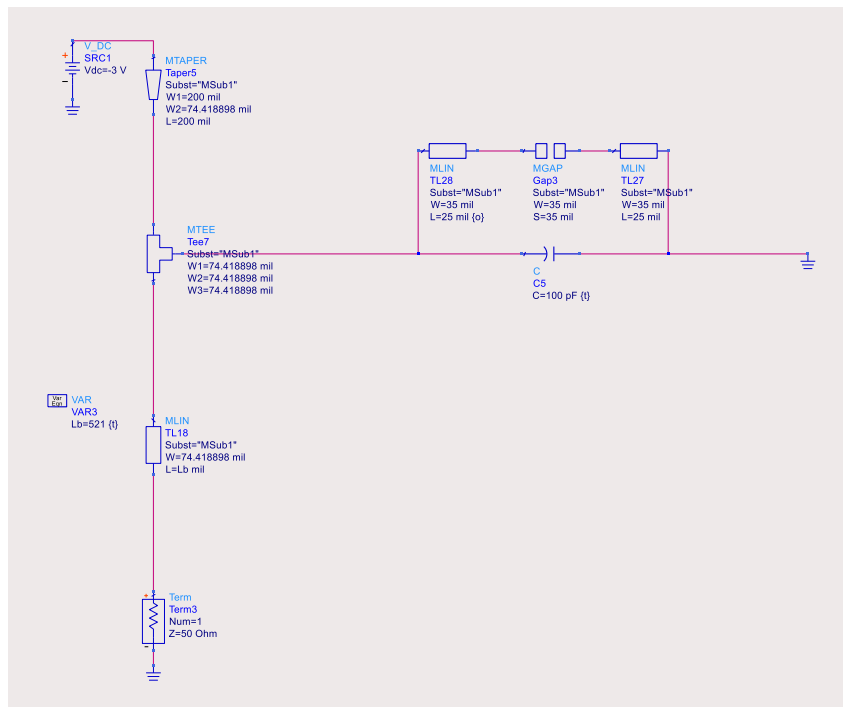 V_DC
SRC1
Vdc=-3 V
+
-
MTAPER
Taper5
Subst="MSub1"
W1=200 mil
W2=74.418898 mil
L=200 mil
MLIN
TL28
Subst="MSub1"
W=35 mil
L=25 mil {o}
MGAP
Gap3
Subst="MSub1"
W=35 mil
S=35 mil
MLIN
TL27
Subst="MSub1"
W=35 mil
L=25 mil
MTEE
Tee7
Subst="MSub1"
W1=74.418898 mil
W2=74.418898 mil
W3=74.418898 mil
C
C5
C=100 pF {t}
Var
Eqn
VAR
VAR3
Lb=521 {t}
MLIN
TL18
Subst="MSub1"
W=74.418898 mil
L=Lb mil
+
Term
Term3
Num=1
Z=50 Ohm
-